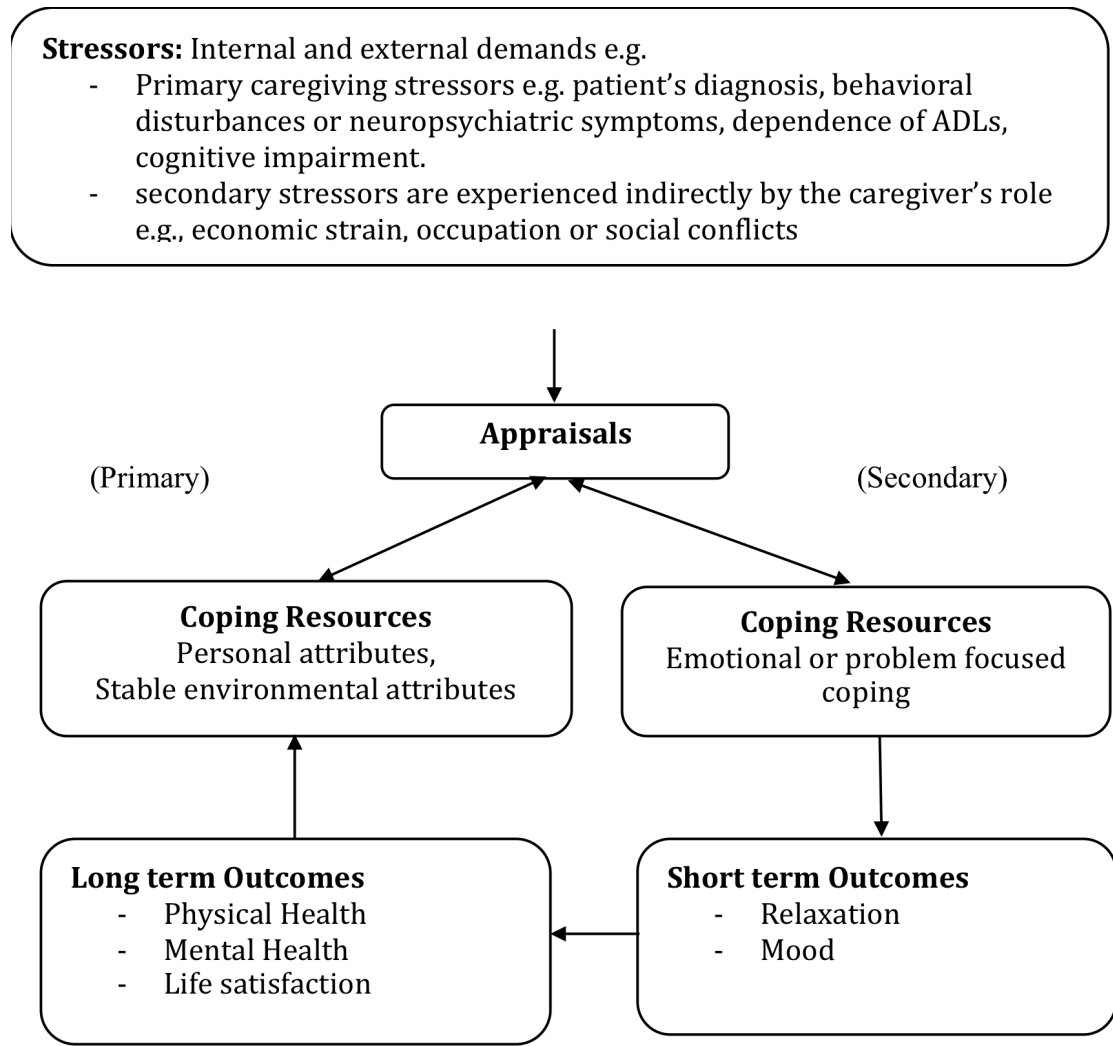 Stressors: Internal and external demands e.g.
- Primary caregiving stressors e.g. patient’s diagnosis, behavioral
disturbances or neuropsychiatric symptoms, dependence of ADLs,
cognitive impairment.
- secondary stressors are experienced indirectly by the caregiver’s role
e.g., economic strain, occupation or social conflicts
Appraisals
(Primary)
(Secondary)
Coping Resources
Personal attributes,
Stable environmental attributes
Coping Resources
Emotional or problem focused
coping
Long term Outcomes
- Physical Health
- Mental Health
- Life satisfaction
Short term Outcomes
- Relaxation
- Mood